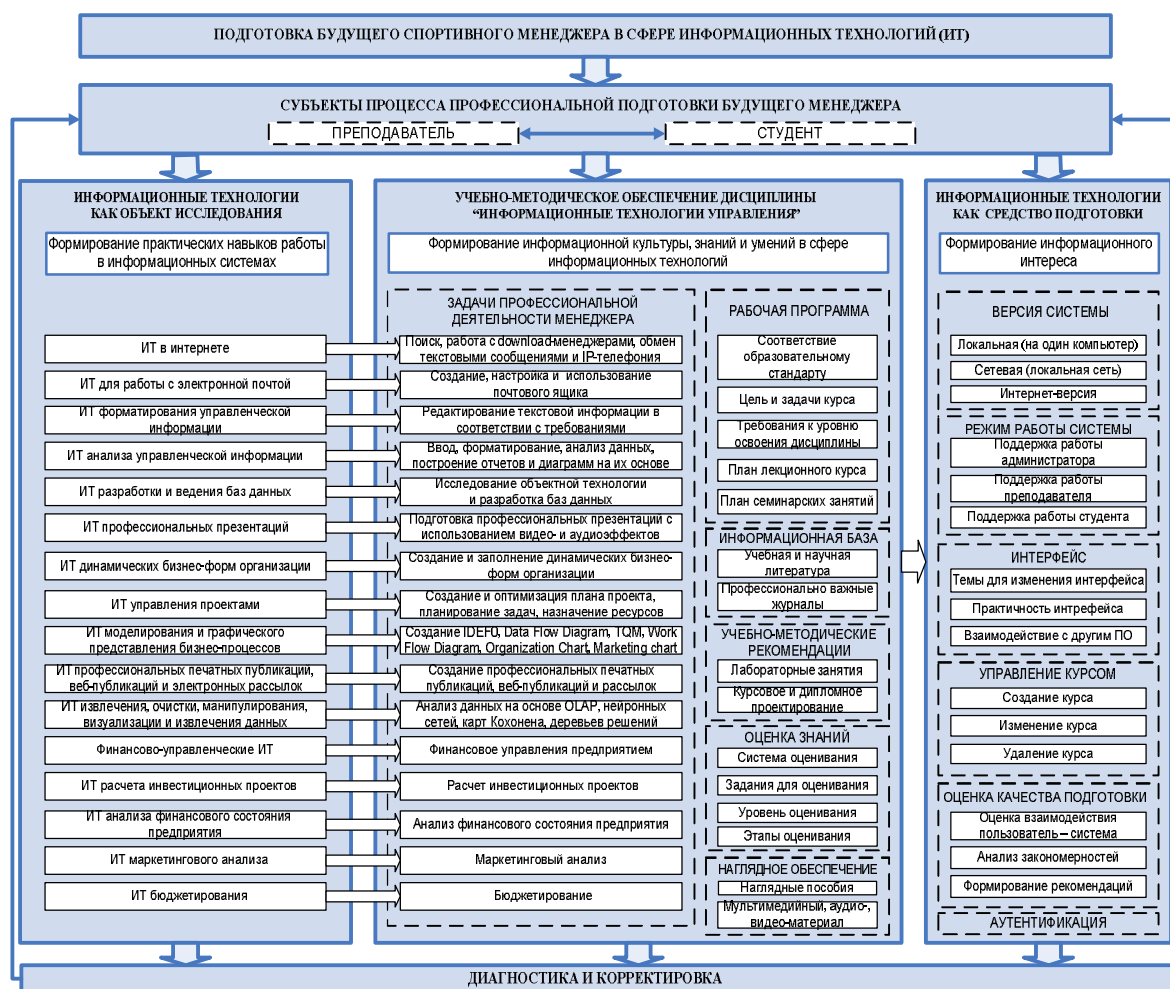 ПОДГОТОВКА БУДУЩЕГО СПОРТИВНОГО МЕНЕДЖЕРА В СФЕРЕ ИНФОРМАЦИОННЫХ ТЕХНОЛОГИЙ (ИТ)
СУБЪЕКТЫ ПРОЦЕССА ПРОФЕССИОНАЛЬНОЙ ПОДГОТОВКИ БУДУЩЕГО МЕНЕДЖЕРА
ПРЕПОДАВАТЕЛЬ
СТУДЕНТ
ИНФОРМАЦИОННЫЕ ТЕХНОЛОГИИ
КАК ОБЪЕКТ ИССЛЕДОВАНИЯ
Формирование практических навыков работы
в информационных системах
ИТ в интернете
ИТ для работы с электронной почтой
ИТ форматирования управленческой
информации
ИТ анализа управленческой информации
ИТ разработки и ведения баз данных
ИТ профессиональных презентаций
ИТ динамических бизнес-форм организации
ИТ управления проектами
ИТ моделирования и графического
представления бизнес-процессов
ИТ профессиональных печатный публикации,
веб-публикаций и электронных рассылок
ИТ извлечения, очистки, манипулирования,
визуализации и извлечения данных
Финансово-управленческие ИТ
ИТ расчета инвестиционных проектов
ИТ анализа финансового состояния
предприятия
ИТ маркетингового анализа
ИТ бюджетирования
УЧЕБНО-МЕТОДИЧЕСКОЕ ОБЕСПЕЧЕНИЕ ДИСЦИПЛИНЫ
“ИНФОРМАЦИОННЫЕ ТЕХНОЛОГИИ УПРАВЛЕНИЯ”
Формирование информационной культуры, знаний и умений в сфере
информационных технологий
ЗАДАЧИ ПРОФЕССИОНАЛЬНОЙ
ДЕЯТЕЛЬНОСТИ МЕНЕДЖЕРА
Поиск, работа с download-менеджерами, обмен
текстовыми сообщениями и IP-телефония
Создание, настройка и использование
почтового ящика
Редактирование текстовой информации в
соответствии с требованиями
Ввод, форматирование, анализ данных,
построение отчетов и диаграмм на их основе
Исследование объектной технологии
и разработка баз данных
Подготовка профессиональных презентаций с
использованием видео- и аудиоэффектов
Создание и заполнение динамических бизнес-
форм организации
Создание и оптимизация плана проекта,
планирование задач, назначение ресурсов
Создание IDEF0, Data Flow Diagram, TQM, Work
Flow Diagram, Organization Chart, Marketing chart
Создание профессиональных печатных
публикаций, веб-публикаций и рассылок
Анализ данных на основе OLAP, нейронных
сетей, карт Кохонена, деревьев решений
Финансовое управления предприятием
Расчет инвестиционных проектов
Анализ финансового состояния предприятия
Маркетинговый анализ
Бюджетирование
РАБОЧАЯ ПРОГРАММА
Соответствие
образовательному
стандарту
Цель и задачи курса
Требования к уровню
освоения дисциплины
План лекционного курса
План семинарских занятий
ИНФОРМАЦИОННАЯ БАЗА
Учебная и научная
литература
Профессионально важные
журналы
УЧЕБНО-МЕТОДИЧЕСКИЕ
РЕКОМЕНДАЦИИ
Лабораторные занятия
Курсовое и дипломное
проектирование
ОЦЕНКА ЗНАНИЙ
Система оценивания
Задания для оценивания
Уровень оценивания
Этапы оценивания
НАГЛЯДНОЕ ОБЕСПЕЧЕНИЕ
Наглядные пособия
Мультимедийный, аудио-,
видео-материал
ИНФОРМАЦИОННЫЕ ТЕХНОЛОГИИ
КАК СРЕДСТВО ПОДГОТОВКИ
Формирование информационного
интереса
ВЕРСИЯ СИСТЕМЫ
Локальная (на один компьютер)
Сетевая (локальная сеть)
Интернет-версия
РЕЖИМ РАБОТЫ СИСТЕМЫ
Поддержка работы
администратора
Поддержка работы
преподавателя
Поддержка работы студента
ИНТЕРФЕЙС
Темы для изменения интерфейса
Практичность интрефейса
Взаимодействие с другим ПО
УПРАВЛЕНИЕ КУРСОМ
Создание курса
Изменение курса
Удаление курса
ОЦЕНКА КАЧЕСТВА ПОДГОТОВКИ
Оценка взаимодействия
пользователь – система
Анализ закономерностей
Формирование рекомендаций
АУТЕНТИФИКАЦИЯ
ДИАГНОСТИКА И КОРРЕКТИРОВКА